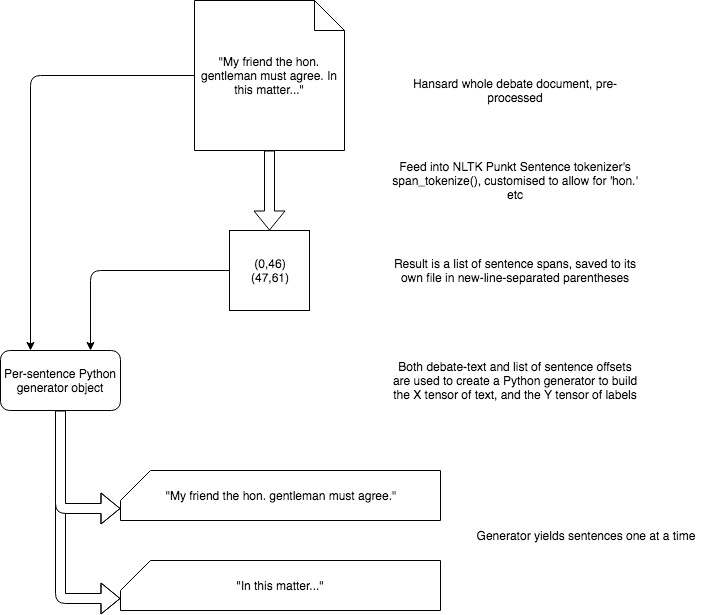 "My friend the hon.
gentleman must agree. In
this matter..."
Hansard whole debate document, pre-
processed
Feed into NLTK Punkt Sentence tokenizer's
span_tokenize(), customised to allow for 'hon.'
etc
(0,46)
(47,61)
Result is a list of sentence spans, saved to its
own file in new-line-separated parentheses
Per-sentence Python
generator object
Both debate-text and list of sentence offsets
are used to create a Python generator to build
the X tensor of text, and the Y tensor of labels
"My friend the hon. gentleman must agree."
Generator yields sentences one at a time
"In this matter..."